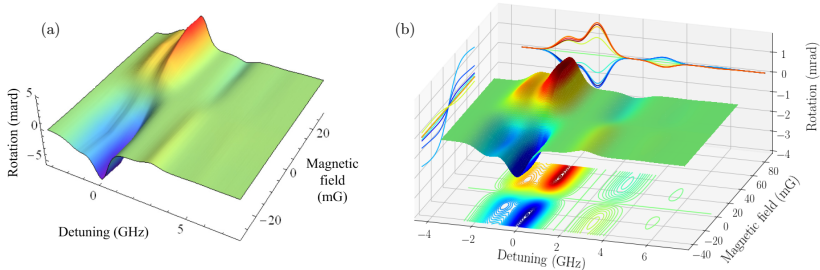 (a)
Rotation (mard)
5
0
−5
0
5
Detuning (GHz)
20
0
−20
Magnetic
field
(mG)
(b)
1
0
−1
−2
−3
−4
Rotation (mrad)
80
60
40
20
0
−20
−40
Magnetic field (mG)
−4
−2
0
2
4
6
Detuning (GHz)